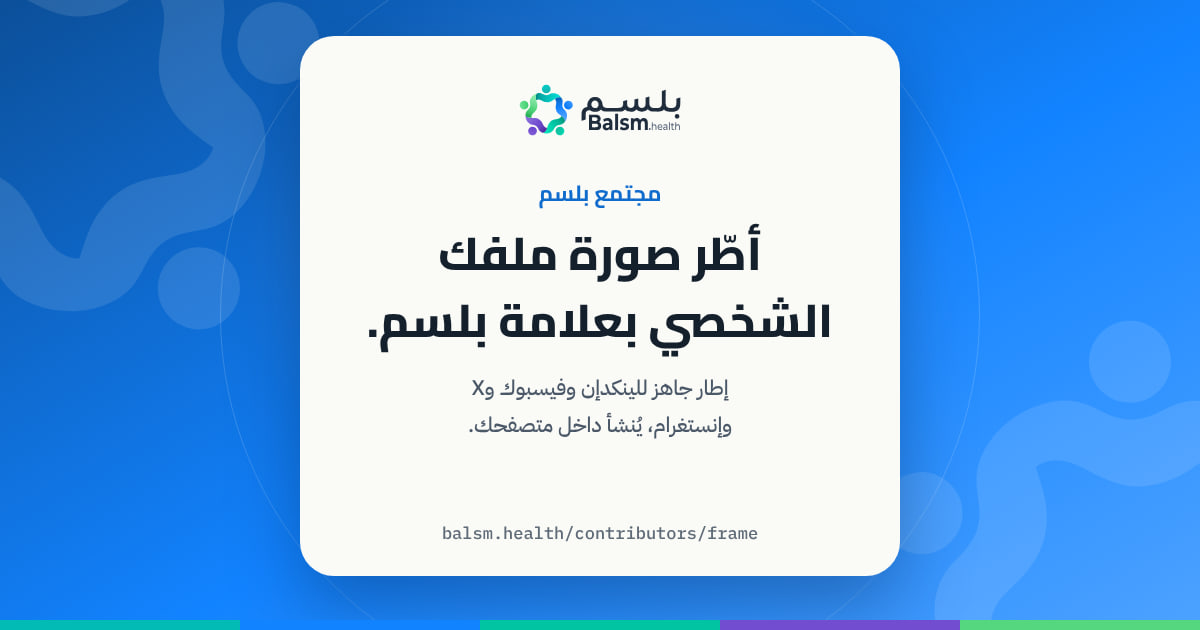 بلسم
Balsm.health
مجتمع بلسم
أطّر صورة ملفك
الشخصي بعلامة بلسم.
إطار جاهز للينكدإن وفيسبوك وX
وإنستغرام، يُنشأ داخل متصفحك.
balsm.health/contributors/frame